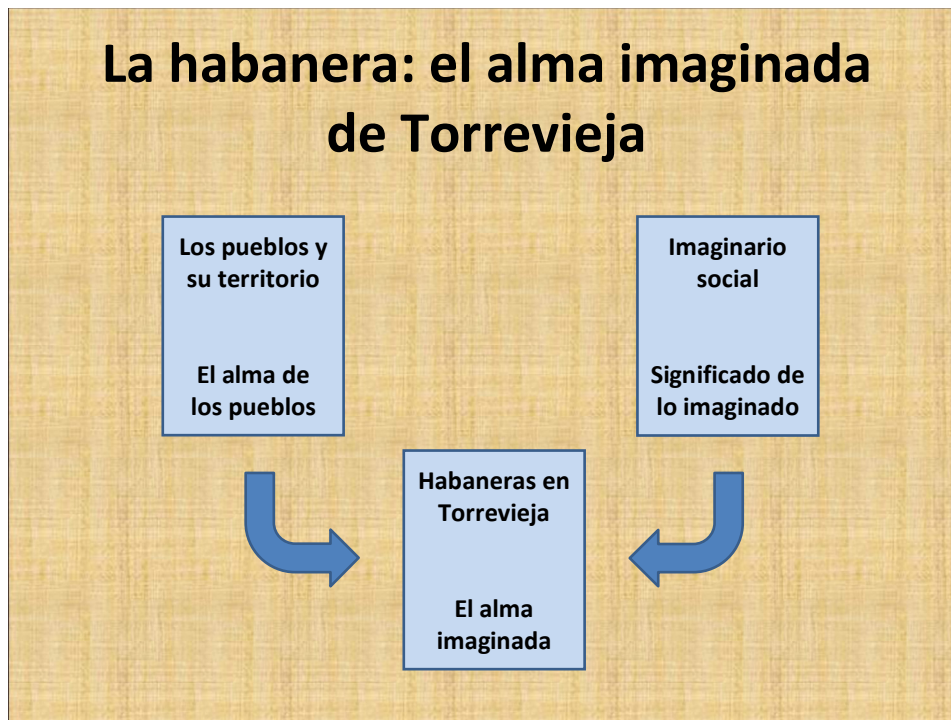 La habanera: el alma imaginada
de Torrevieja
Los pueblos y
su territorio
El alma de
los pueblos
Imaginario
social
Significado de
lo imaginado
Habaneras en
Torrevieja
El alma
imaginada